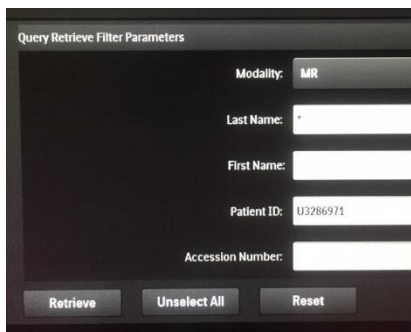 Query Retrieve Filter Parameters
Modality: MR
Last Name: *
First Name:
Patient ID: U3286971
Accession Number:
Retrieve Unselect All Reset